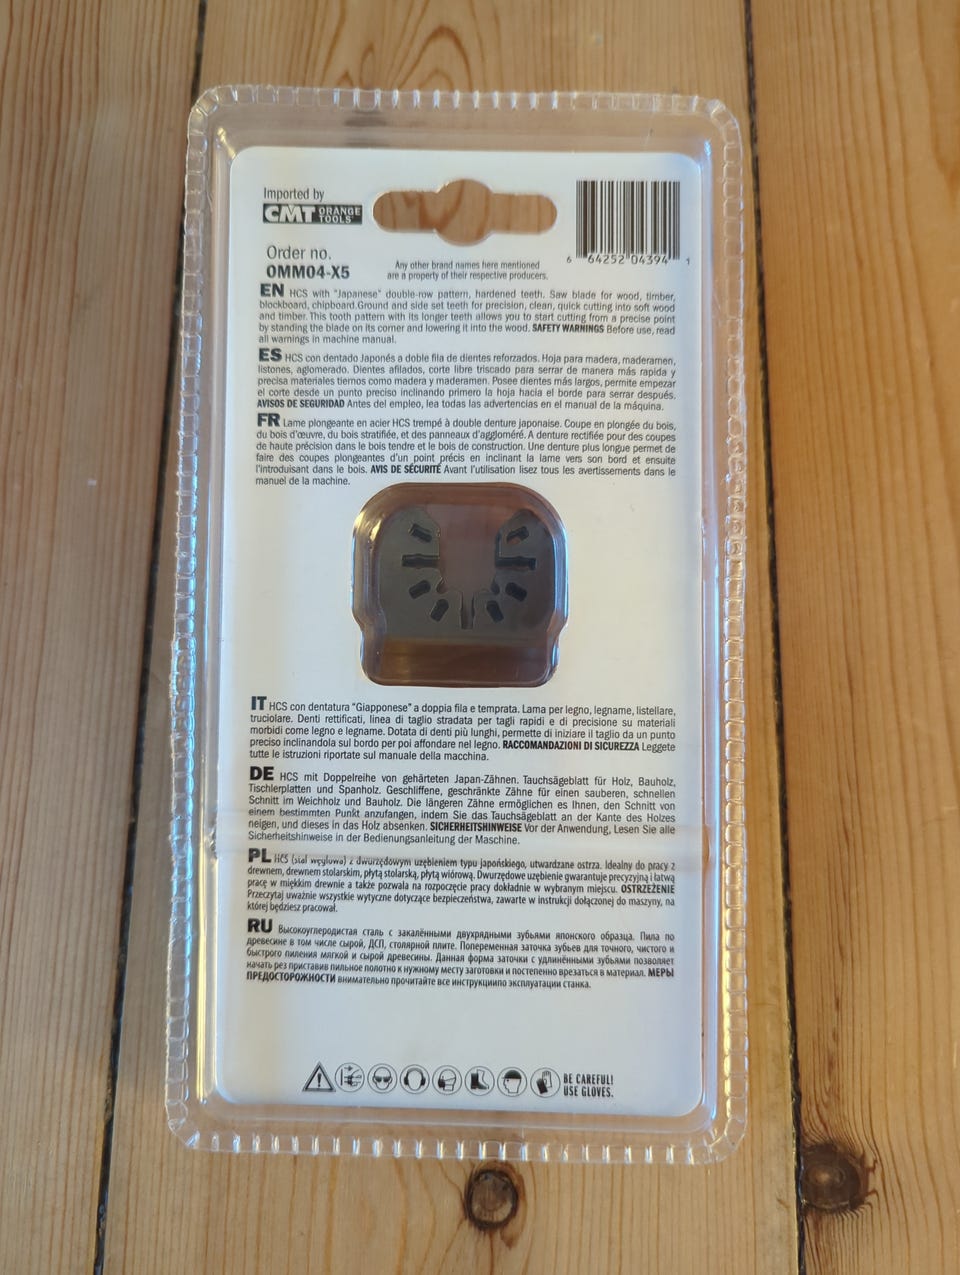 Imported by
CMT ORANGE TOOLS
Order no.
OMM04-X5
Any other brand names here mentioned
are a property of their respective producers.
6 64252 04394 1
EN HCS with "Japanese" double-row pattern, hardened teeth. Saw blade for wood, timber,
blockboard, chipboard.Ground and side set teeth for precision, clean, quick cutting into soft wood
and timber. This tooth pattern with its longer teeth allows you to start cutting from a precise point
by standing the blade on its corner and lowering it into the wood. SAFETY WARNINGS Before use, read
all warnings in machine manual.
ES HCS con dentado Japonés a doble fila de dientes reforzados. Hoja para madera, maderamen,
listones, aglomerado. Dientes afilados, corte libre triscado para serrar de manera más rapida y
precisa materiales tiernos como madera y maderamen. Posee dientes más largos, permite empezar
el corte desde un punto preciso inclinando primero la hoja hacia el borde para serrar después.
AVISOS DE SEGURIDAD Antes del empleo, lea todas las advertencias en el manual de la máquina.
FR Lame plongeante en acier HCS trempé à double denture japonaise. Coupe en plongée du bois,
du bois d'œuvre, du bois stratifiée, et des panneaux d'aggloméré. A denture rectifiée pour des coupes
de haute précision dans le bois tendre et le bois de construction. Une denture plus longue permet de
faire des coupes plongeantes d'un point précis en inclinant la lame vers son bord et ensuite
l'introduisant dans le bois. AVIS DE SÉCURITÉ Avant l'utilisation lisez tous les avertissements dans le
manuel de la machine.
IT HCS con dentatura "Giapponese" a doppia fila e temprata. Lama per legno, legname, listellare,
truciolare. Denti rettificati, linea di taglio stradata per tagli rapidi e di precisione su materiali
morbidi come legno e legname. Dotata di denti più lunghi, permette di iniziare il taglio da un punto
preciso inclinandola sul bordo per poi affondare nel legno. RACCOMANDAZIONI DI SICUREZZA Leggete
tutte le istruzioni riportate sul manuale della macchina.
DE HCS mit Doppelreihe von gehärteten Japan-Zähnen. Tauchsägeblatt für Holz, Bauholz,
Tischlerplatten und Spanholz. Geschliffene, geschränkte Zähne für einen sauberen, schnellen
Schnitt im Weichholz und Bauholz. Die längeren Zähne ermöglichen es Ihnen, den Schnitt von
einem bestimmten Punkt anzufangen, indem Sie das Tauchsägeblatt an der Kante des Holzes
neigen, und dieses in das Holz absenken. SICHERHEITSHINWEISE Vor der Anwendung, Lesen Sie alle
Sicherheitshinweise in der Bedienungsanleitung der Maschine.
PL HCS (stal węglowa) z dwurzędowym uzębieniem typu japońskiego, utwardzane ostrza. Idealny do pracy z
drewnem, drewnem stolarskim, płytą stolarską, płytą wiórową. Dwurzędowe uzębienie gwarantuje precyzyjną i łatwą
pracę w miękkim drewnie a także pozwala na rozpoczęcie pracy dokładnie w wybranym miejscu. OSTRZEŻENIE
Przeczytaj uważnie wszystkie wytyczne dotyczące bezpieczeństwa, zawarte w instrukcji dołączonej do maszyny, na
której będziesz pracował.
RU Высокоуглеродистая сталь с закалёнными двухрядными зубьями японского образца. Пила по
древесине в том числе сырой, ДСП, столярной плите. Попеременная заточка зубьев для точного, чистого и
быстрого пиления мягкой и сырой древесины. Данная форма заточки с удлинёнными зубьями позволяет
начать рез приставив пильное полотно к нужному месту заготовки и постепенно врезаться в материал. МЕРЫ
ПРЕДОСТОРОЖНОСТИ внимательно прочитайте все инструкциипо эксплуатации станка.
BE CAREFUL!
USE GLOVES.